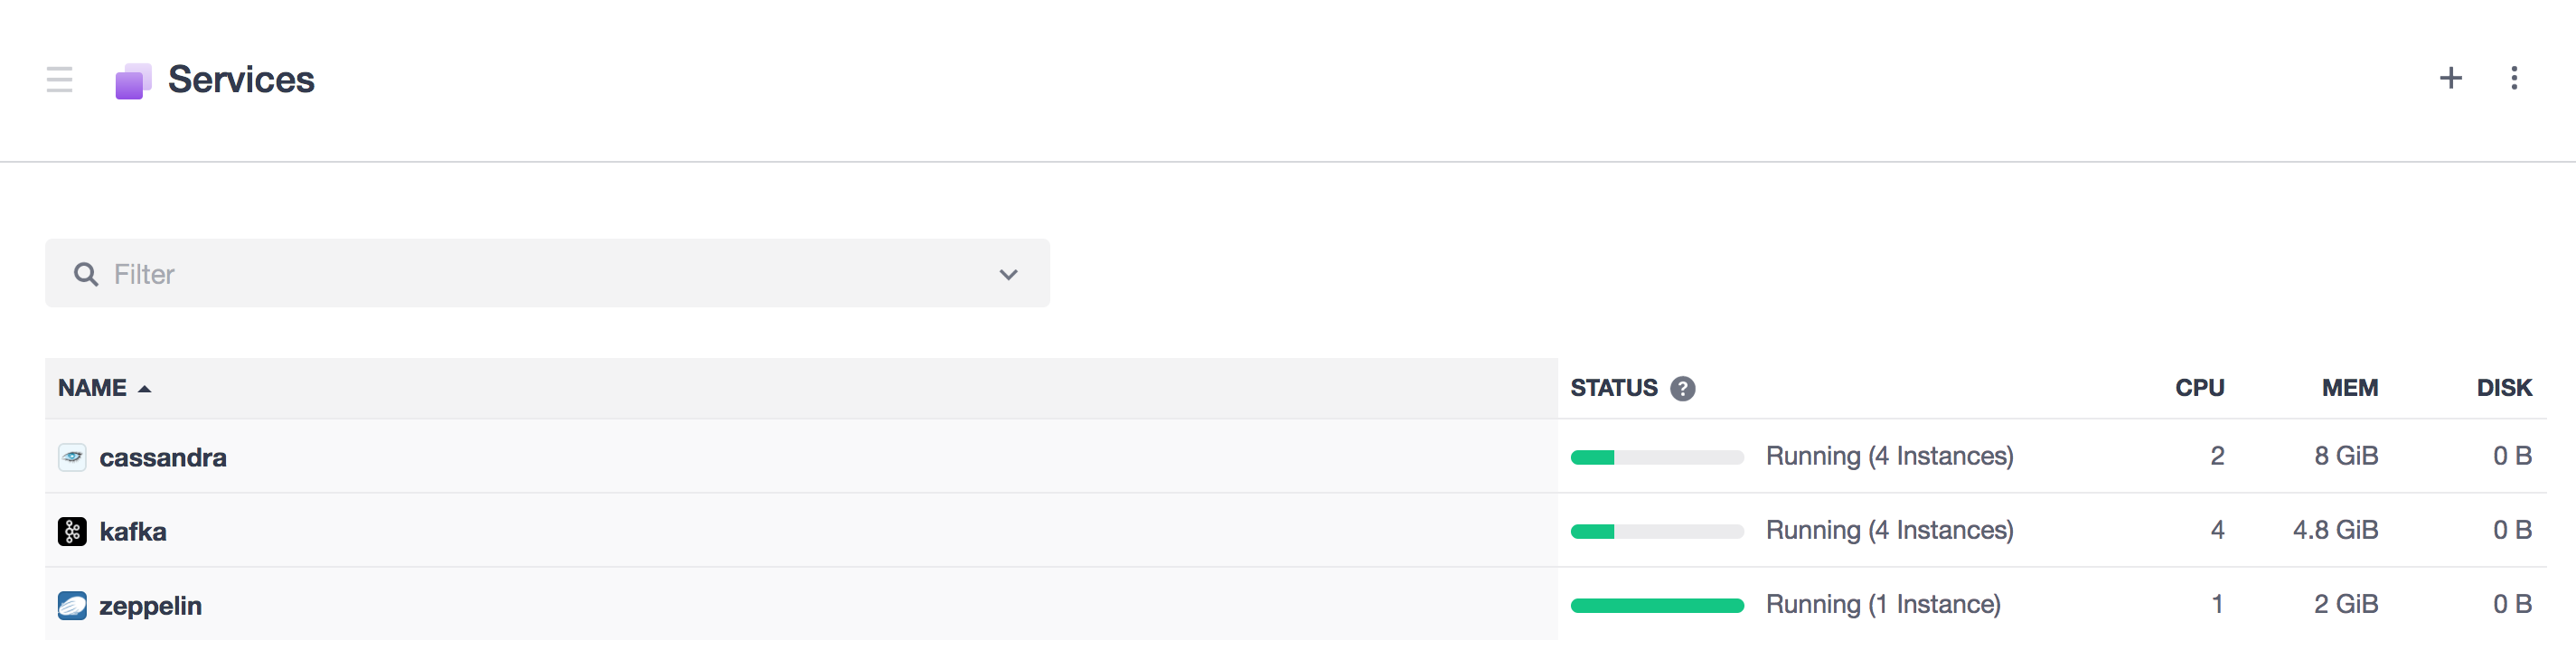 Services
Filter
NAME STATUS ? CPU MEM DISK
cassandra Running (4 Instances) 2 8 GiB 0 B
kafka Running (4 Instances) 4 4.8 GiB 0 B
zeppelin Running (1 Instance) 1 2 GiB 0 B